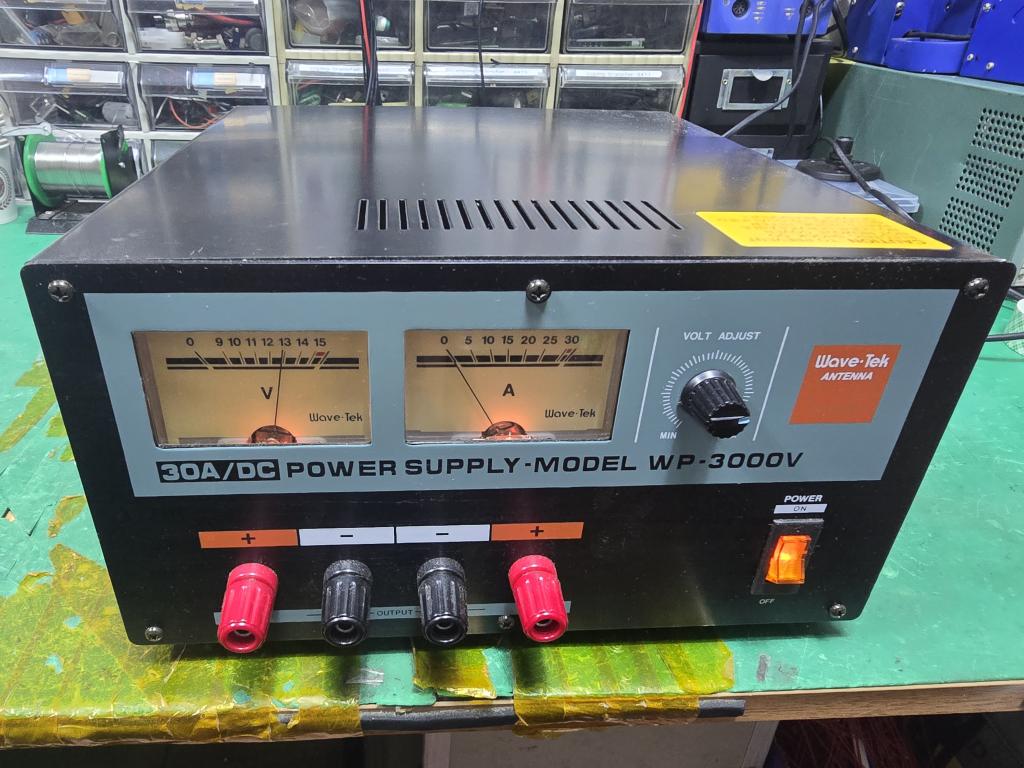 0 9 10 11 12 13 14 15
V
Wave·Tek
0 5 10 15 20 25 30
A
Wave·Tek
VOLT ADJUST
MIN
Wave·Tek
ANTENNA
30A/DC POWER SUPPLY-MODEL WP-3000V
POWER
ON
OFF
+ − − +
OUTPUT
CAUTION